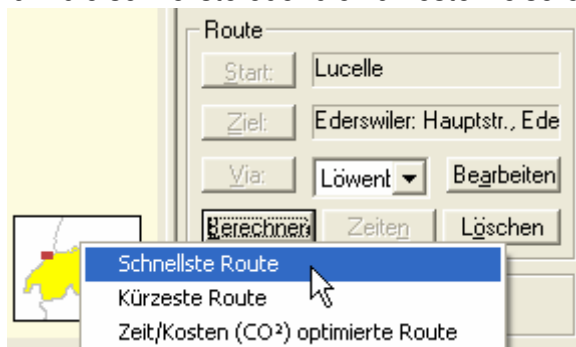 Route
Start: Lucelle
Ziel: Ederswiler: Hauptstr., Ede
Via: Löwent Bearbeiten
Berechnen Zeiten Löschen
Schnellste Route
Kürzeste Route
Zeit/Kosten (CO²) optimierte Route